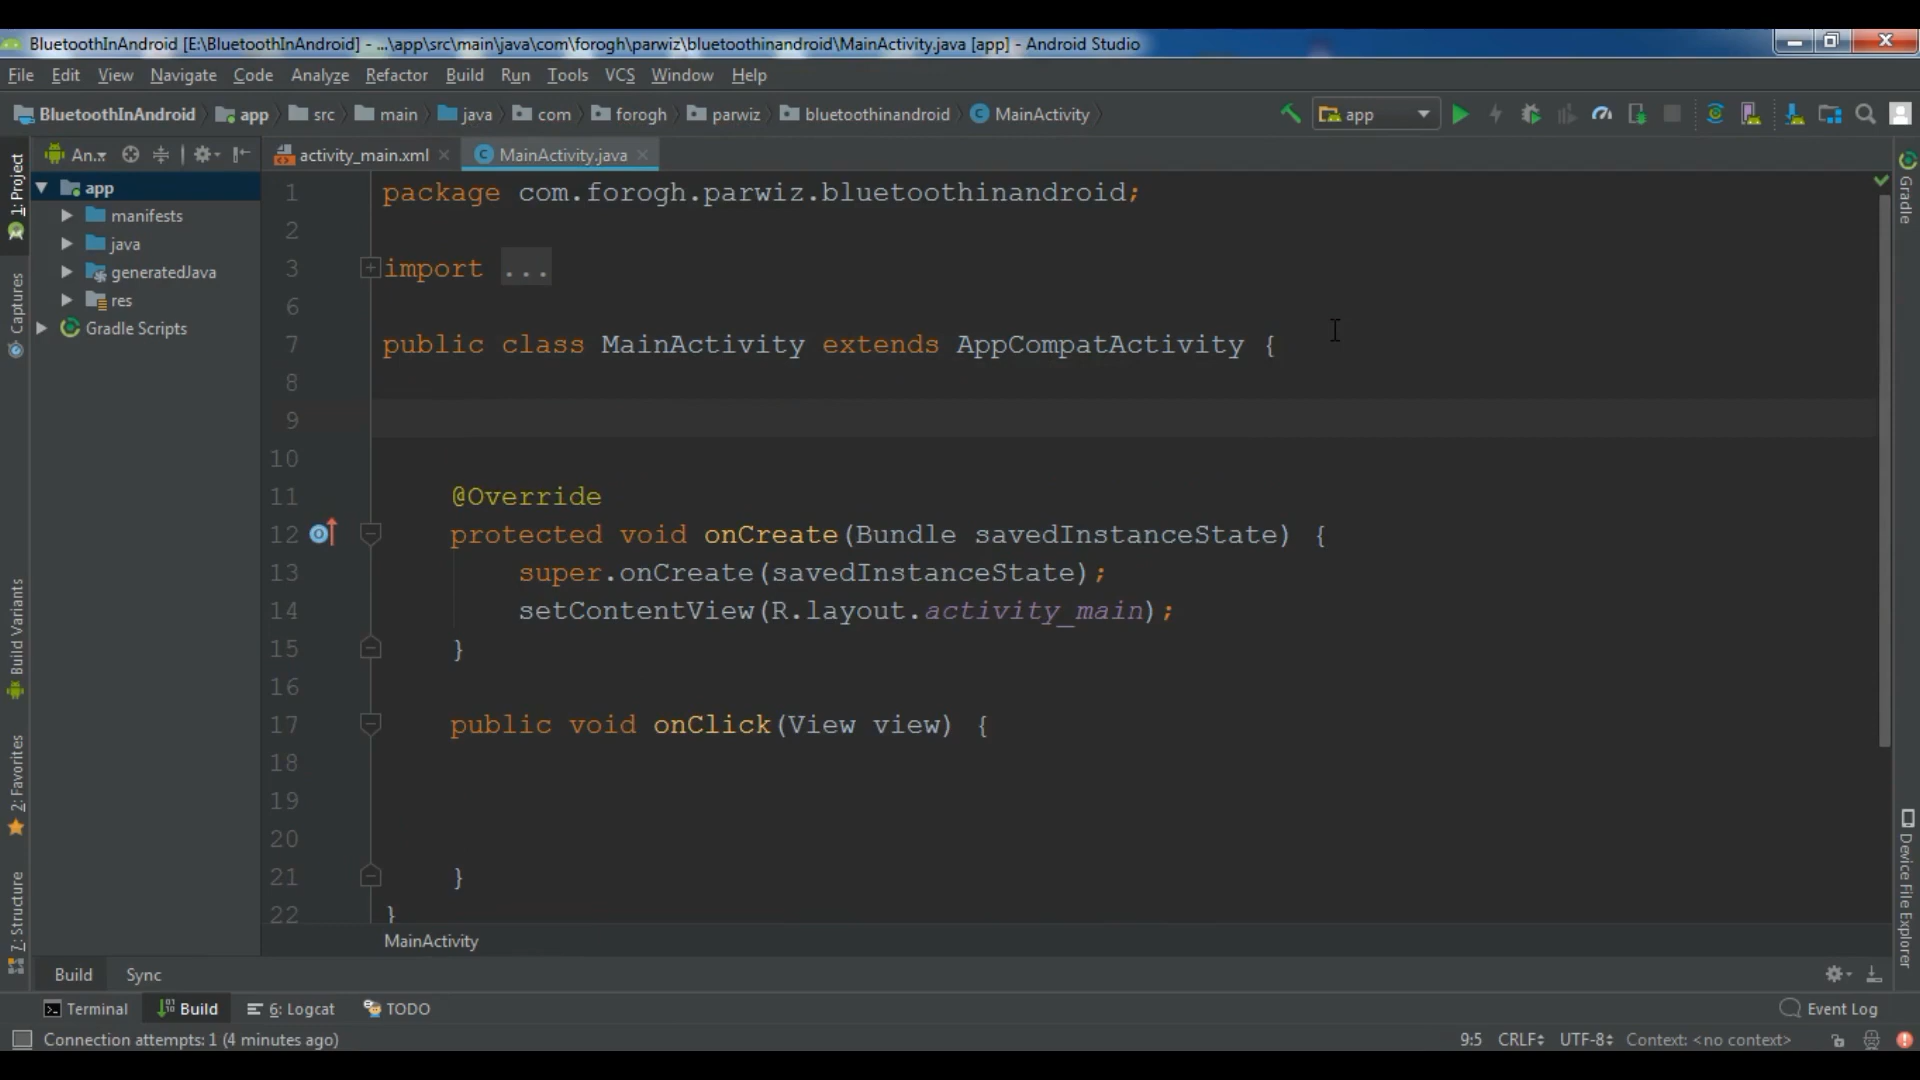 BluetoothInAndroid [E:\BluetoothInAndroid] - ...\app\src\main\java\com\forogh\parwiz\bluetoothinandroid\MainActivity.java [app] - Android Studio
File Edit View Navigate Code Analyze Refactor Build Run Tools VCS Window Help
BluetoothInAndroid app src main java com forogh parwiz bluetoothinandroid MainActivity app
An.. activity_main.xml MainActivity.java
1: Project
Captures
Build Variants
2: Favorites
7: Structure
app
manifests
java
generatedJava
res
Gradle Scripts
1 package com.forogh.parwiz.bluetoothinandroid;
2
3 import ...
6
7 public class MainActivity extends AppCompatActivity {
8
9
10
11 @Override
12 protected void onCreate(Bundle savedInstanceState) {
13 super.onCreate(savedInstanceState);
14 setContentView(R.layout.activity_main);
15 }
16
17 public void onClick(View view) {
18
19
20
21 }
22 }
MainActivity
Gradle
Device File Explorer
Build Sync
Terminal Build 6: Logcat TODO Event Log
Connection attempts: 1 (4 minutes ago) 9:5 CRLF UTF-8 Context: <no context>